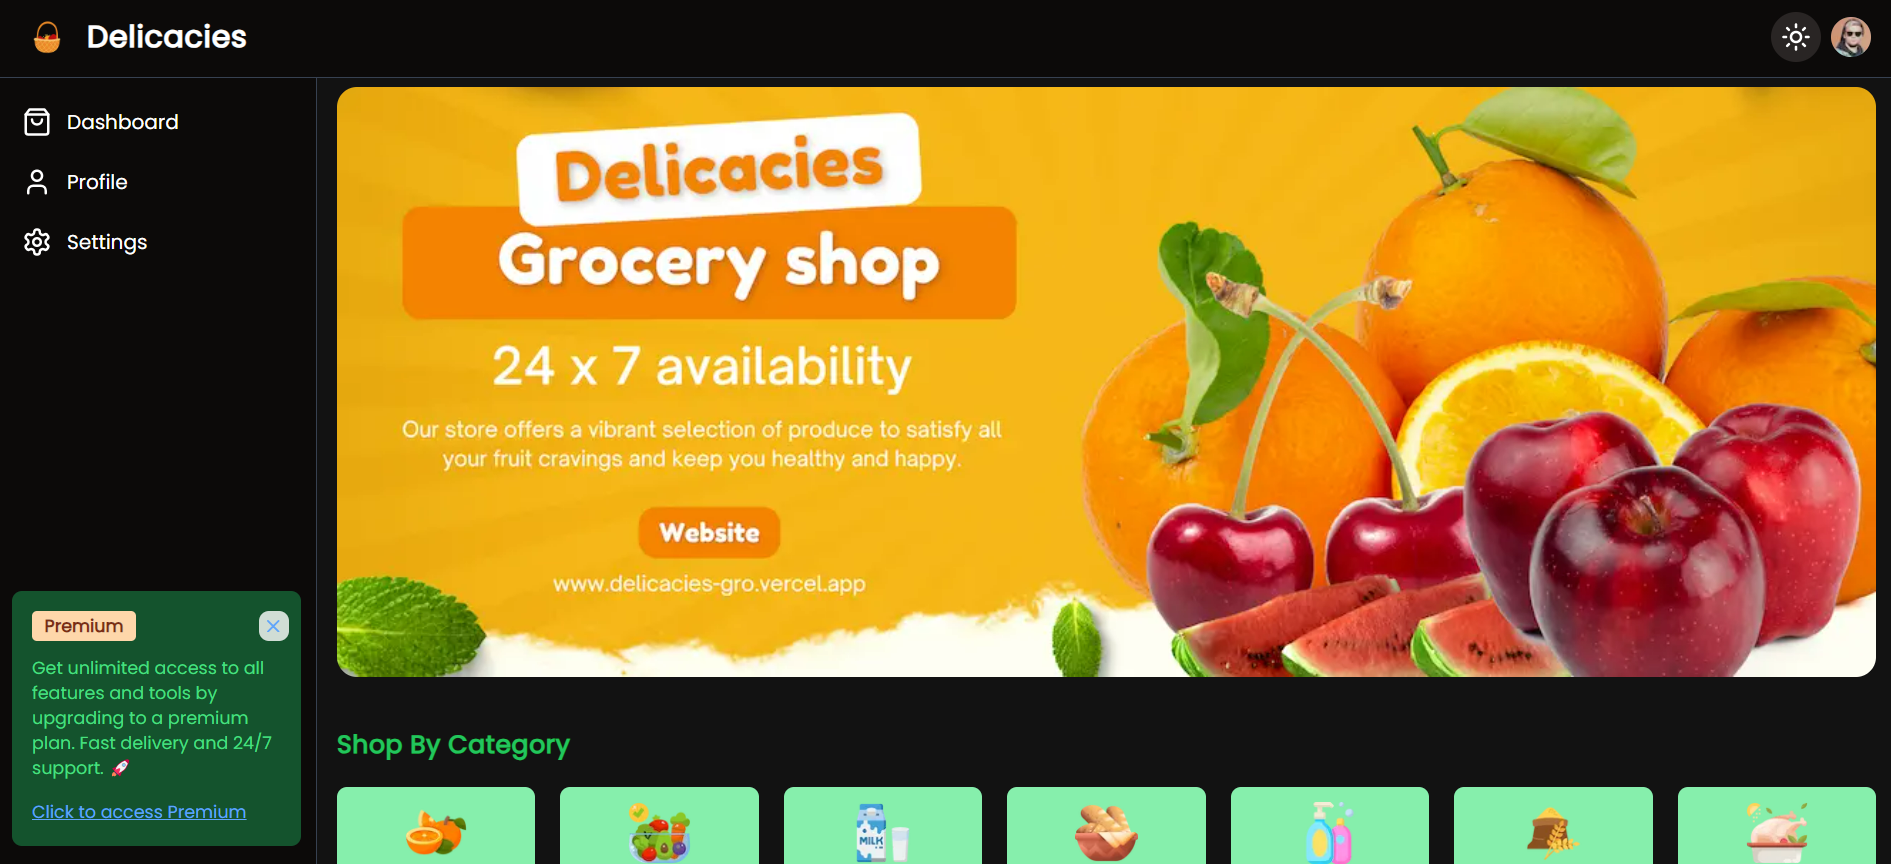 Delicacies
Dashboard
Profile
Settings
Premium
Get unlimited access to all
features and tools by
upgrading to a premium
plan. Fast delivery and 24/7
support. 🚀
Click to access Premium
Delicacies
Grocery shop
24 x 7 availability
Our store offers a vibrant selection of produce to satisfy all
your fruit cravings and keep you healthy and happy.
Website
www.delicacies-gro.vercel.app
Shop By Category
MILK